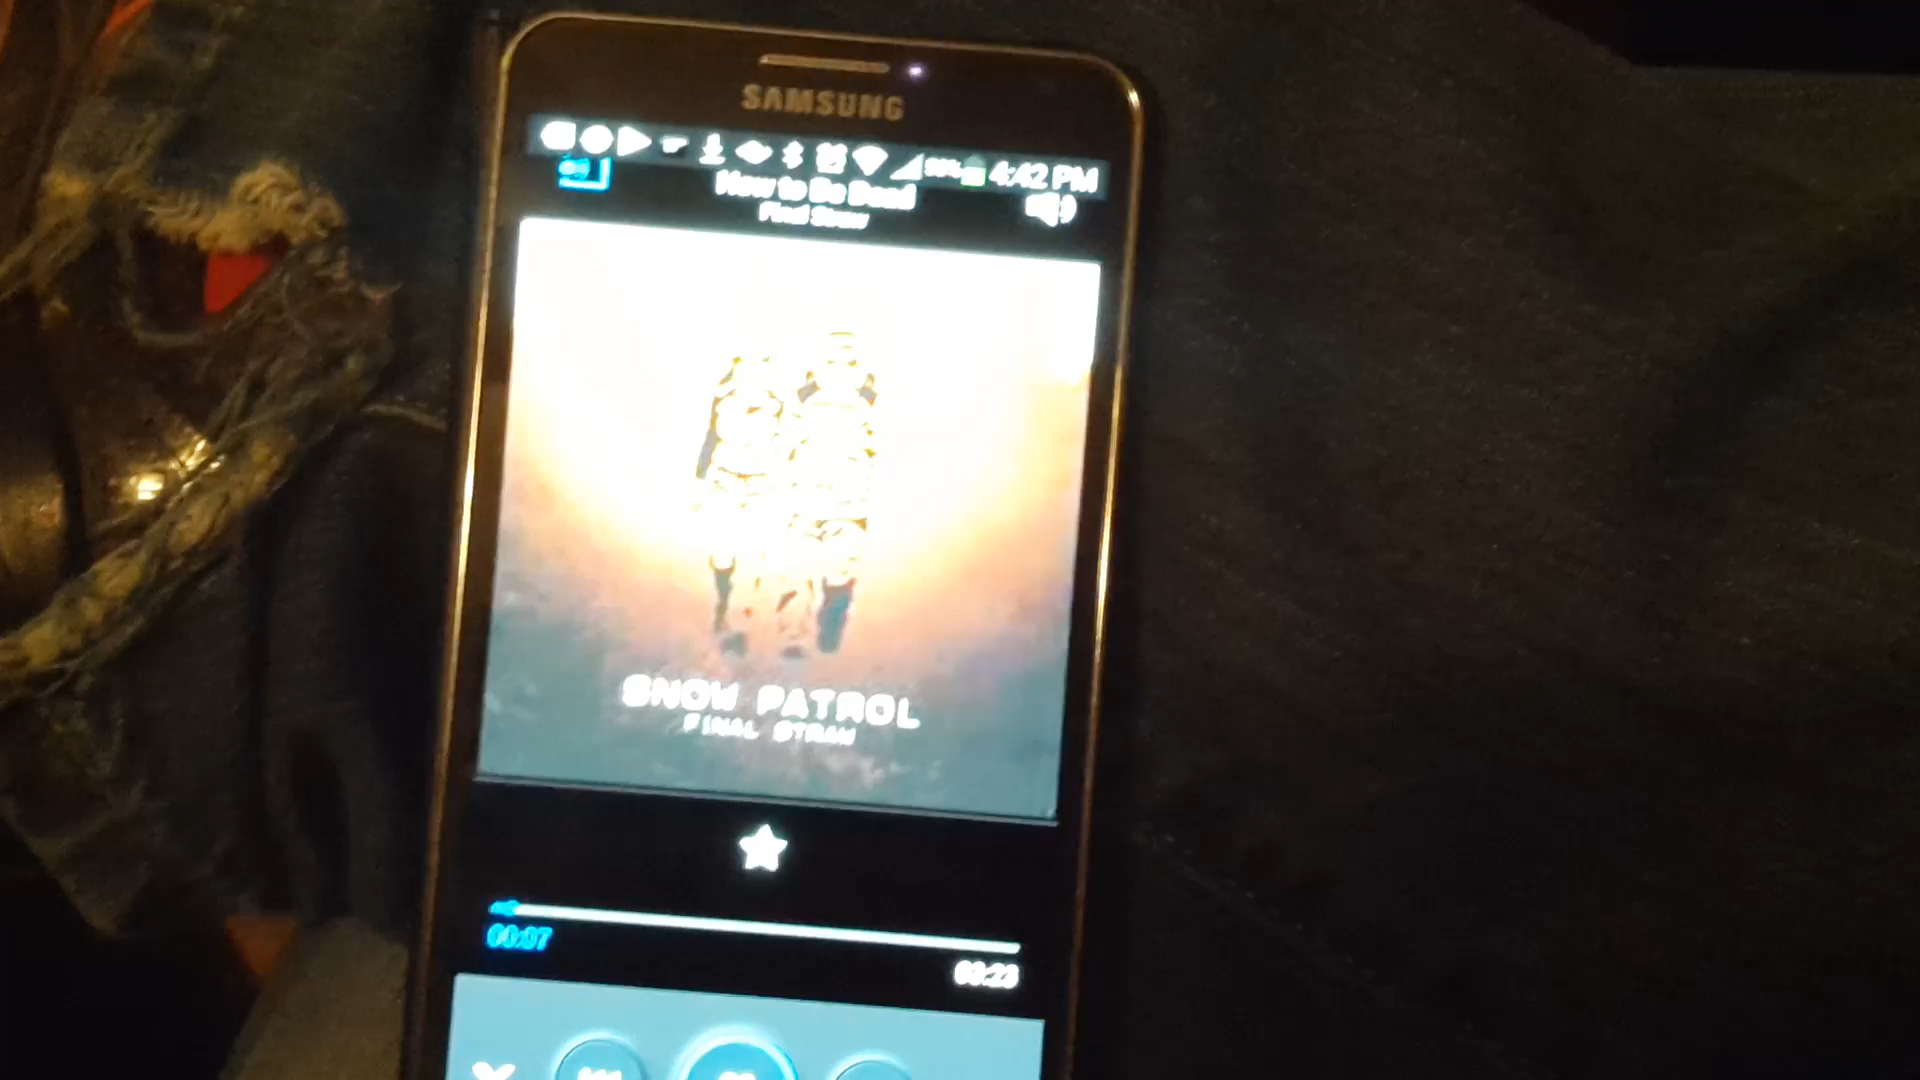 SAMSUNG
4:42 PM
How to Be Dead
Final Straw
SNOW PATROL
FINAL STRAW
00:07
03:23